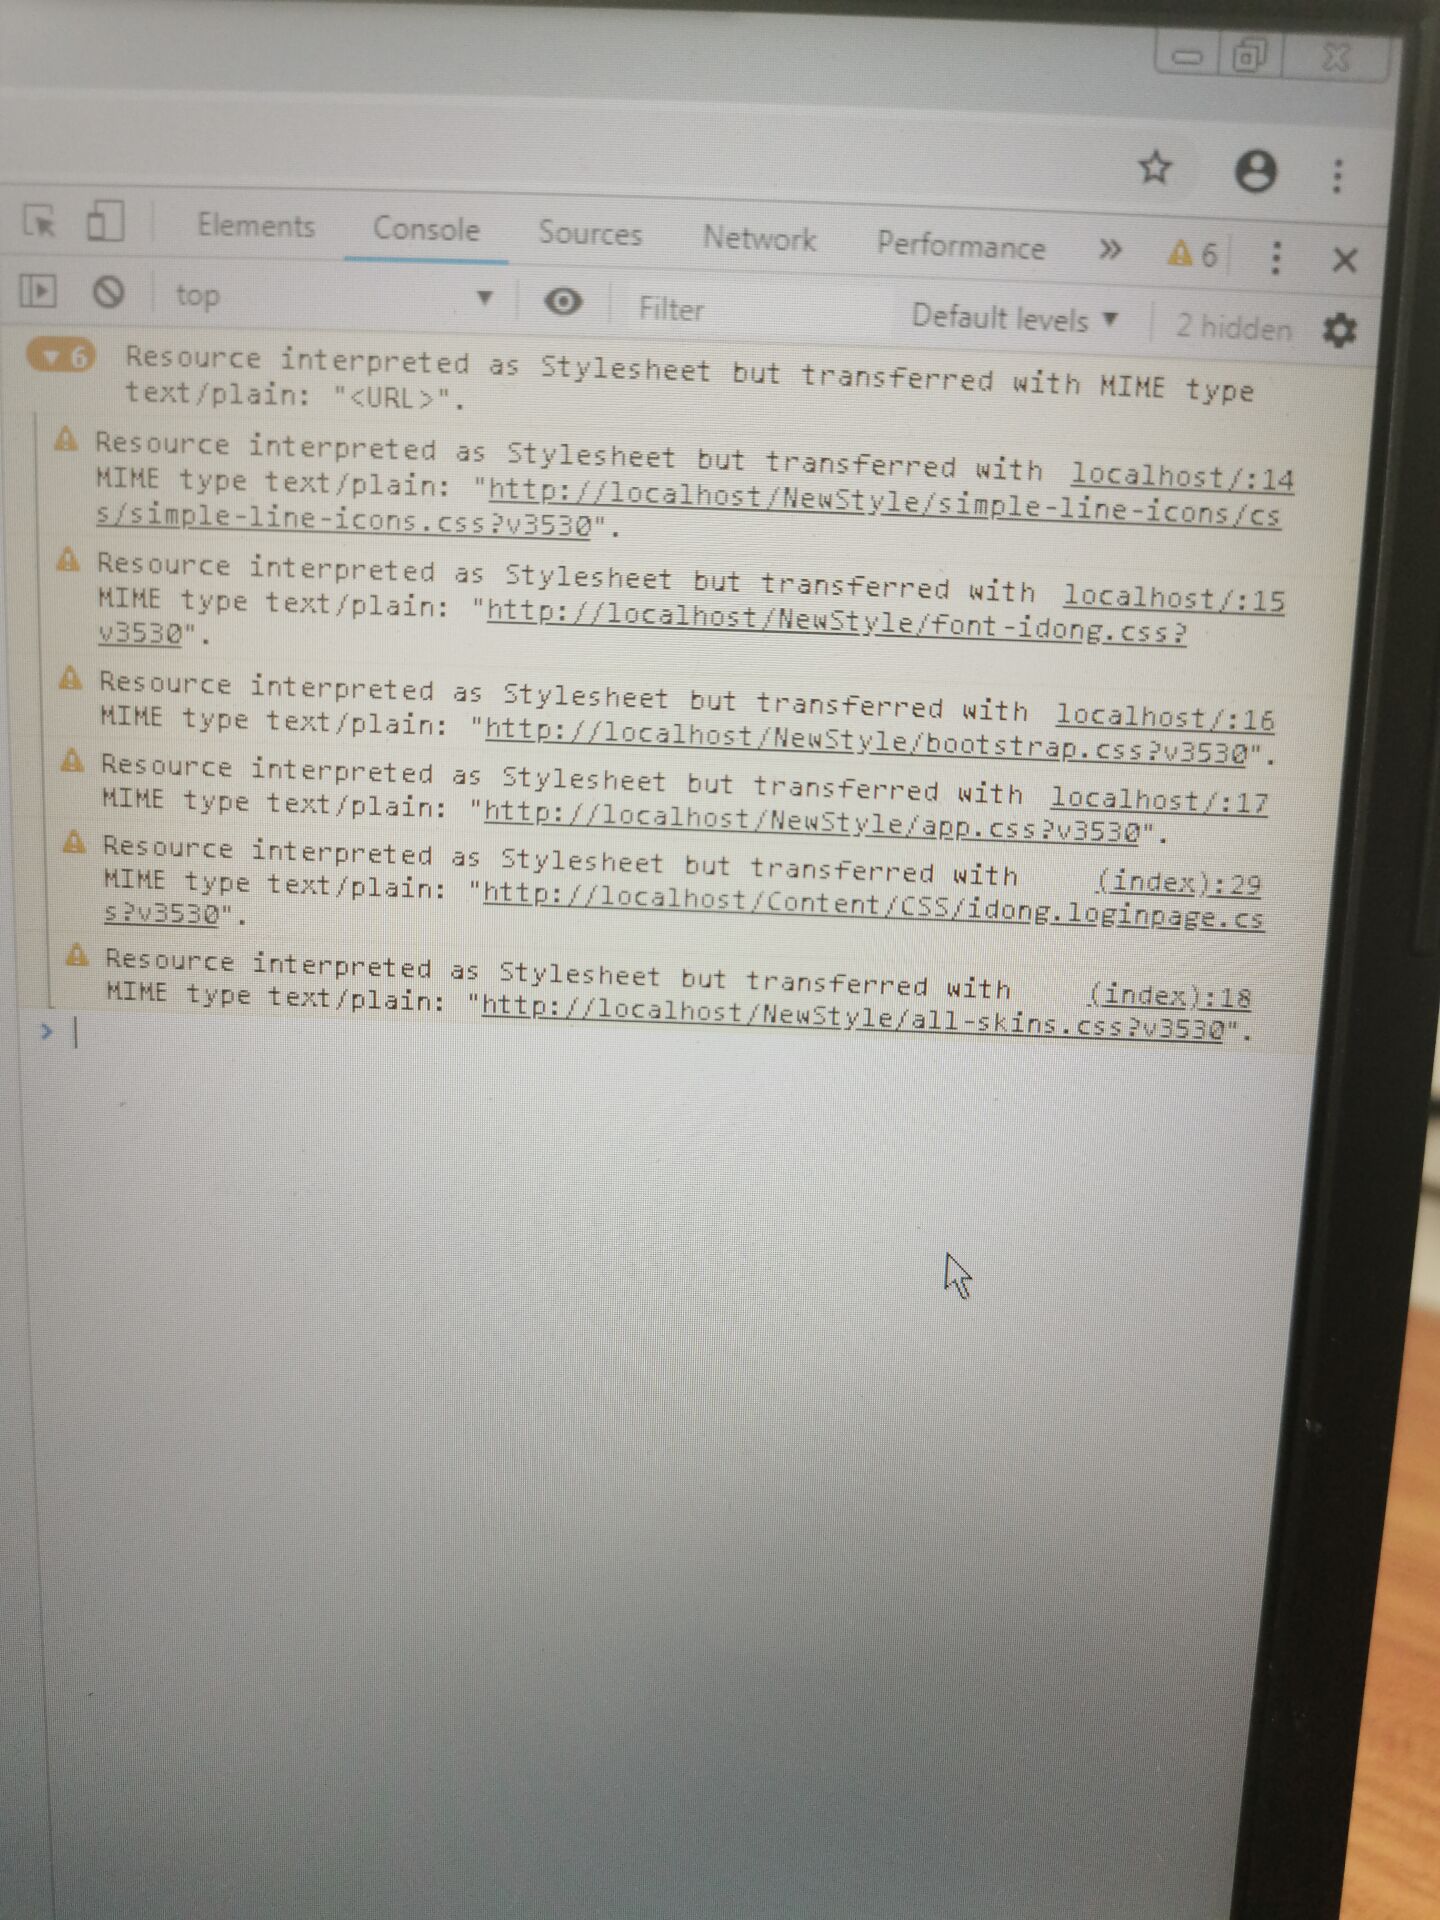 Elements Console Sources Network Performance » 6
top Filter Default levels ▼ 2 hidden
6 Resource interpreted as Stylesheet but transferred with MIME type
text/plain: "<URL>".
Resource interpreted as Stylesheet but transferred with localhost/:14
MIME type text/plain: "http://localhost/NewStyle/simple-line-icons/cs
s/simple-line-icons.css?v3530".
Resource interpreted as Stylesheet but transferred with localhost/:15
MIME type text/plain: "http://localhost/NewStyle/font-idong.css?
v3530".
Resource interpreted as Stylesheet but transferred with localhost/:16
MIME type text/plain: "http://localhost/NewStyle/bootstrap.css?v3530".
Resource interpreted as Stylesheet but transferred with localhost/:17
MIME type text/plain: "http://localhost/NewStyle/app.css?v3530".
Resource interpreted as Stylesheet but transferred with (index):29
MIME type text/plain: "http://localhost/Content/CSS/idong.loginpage.cs
s?v3530".
Resource interpreted as Stylesheet but transferred with (index):18
MIME type text/plain: "http://localhost/NewStyle/all-skins.css?v3530".
>